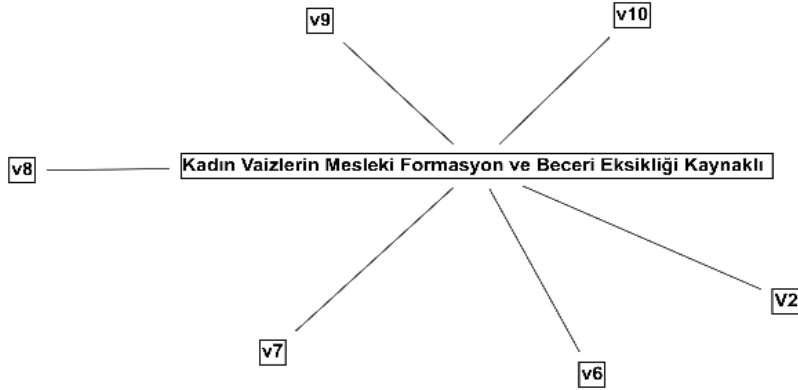 v9
v10
v8
Kadın Vaizlerin Mesleki Formasyon ve Beceri Eksikliği Kaynaklı
V2
v7
v6